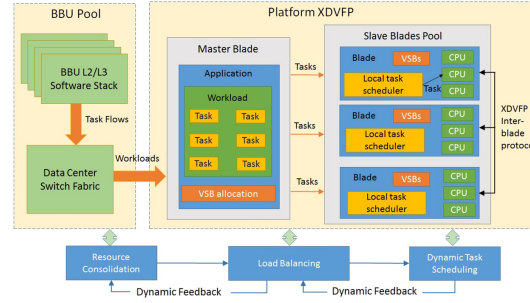 BBU Pool
BBU L2/L3
Software Stack
Task Flows
Data Center
Switch Fabric
Workloads
Platform XDVFP
Master Blade
Application
Workload
Task
Task
Task
Task
Task
Task
VSB allocation
Tasks
Tasks
Tasks
Slave Blades Pool
Blade
VSBs
CPU
CPU
CPU
Local task
scheduler
Task
Blade
VSBs
CPU
CPU
CPU
Local task
scheduler
Blade
VSBs
CPU
CPU
CPU
Local task
scheduler
XDVFP
Inter-
blade
protoc
Resource
Consolidation
Load Balancing
Dynamic Task
Scheduling
Dynamic Feedback
Dynamic Feedback